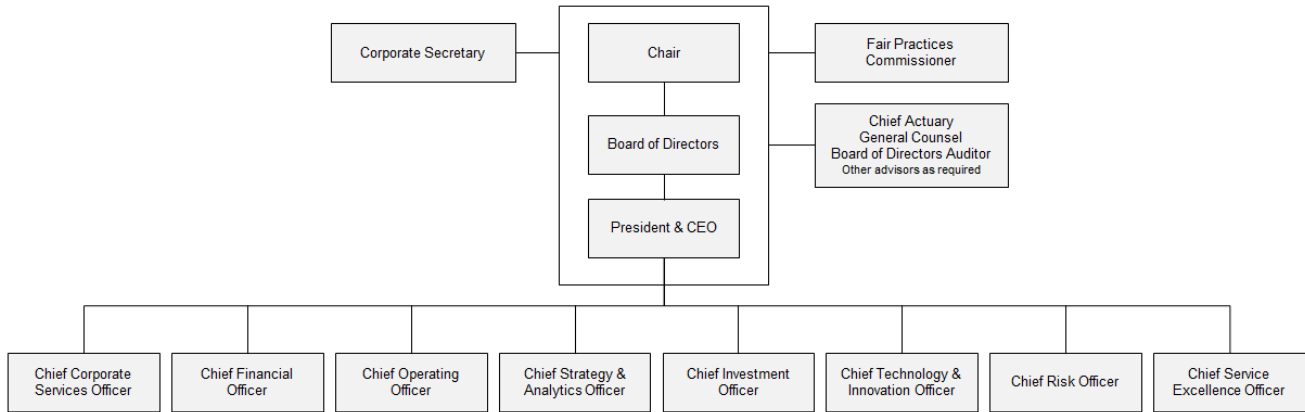 Corporate Secretary
Chair
Fair Practices
Commissioner
Board of Directors
Chief Actuary
General Counsel
Board of Directors Auditor
Other advisors as required
President & CEO
Chief Corporate
Services Officer
Chief Financial
Officer
Chief Operating
Officer
Chief Strategy &
Analytics Officer
Chief Investment
Officer
Chief Technology &
Innovation Officer
Chief Risk Officer
Chief Service
Excellence Officer